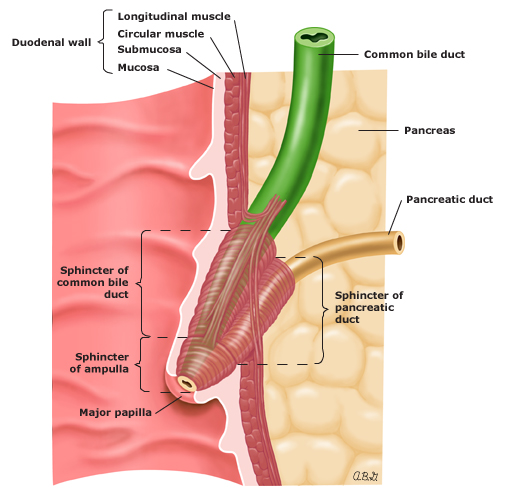 Longitudinal muscle
Circular muscle
Duodenal wall
Submucosa
Mucosa
Common bile duct
Pancreas
Pancreatic duct
Sphincter of
common bile
duct
Sphincter of
pancreatic
duct
Sphincter
of ampulla
Major papilla